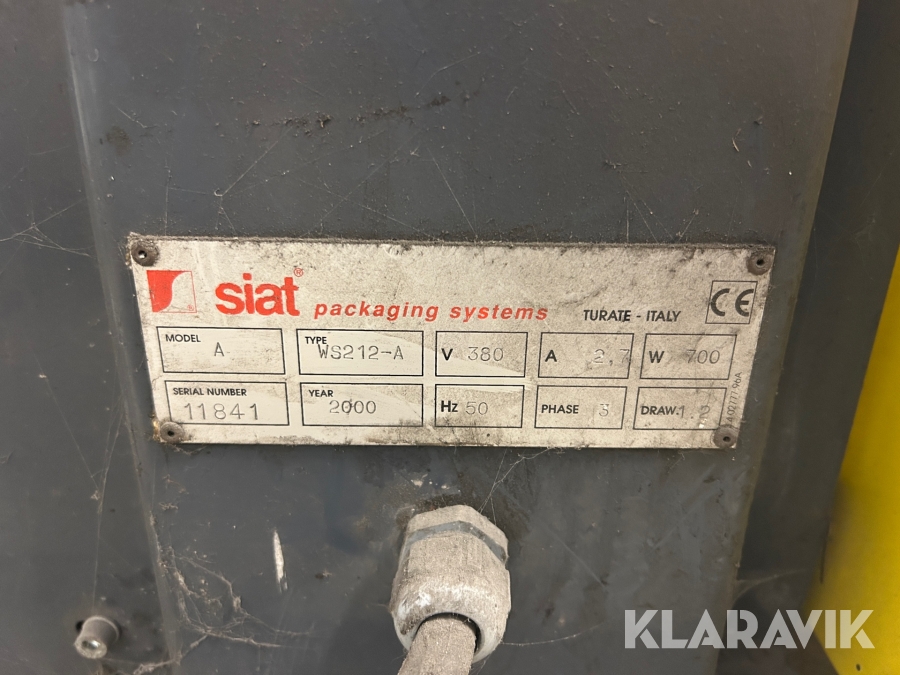 siat® packaging systems TURATE - ITALY CE
MODEL A TYPE WS212-A V 380 A 2,7 W 700
SERIAL NUMBER 11841 YEAR 2000 Hz 50 PHASE 3 DRAW.
KLARAVIK